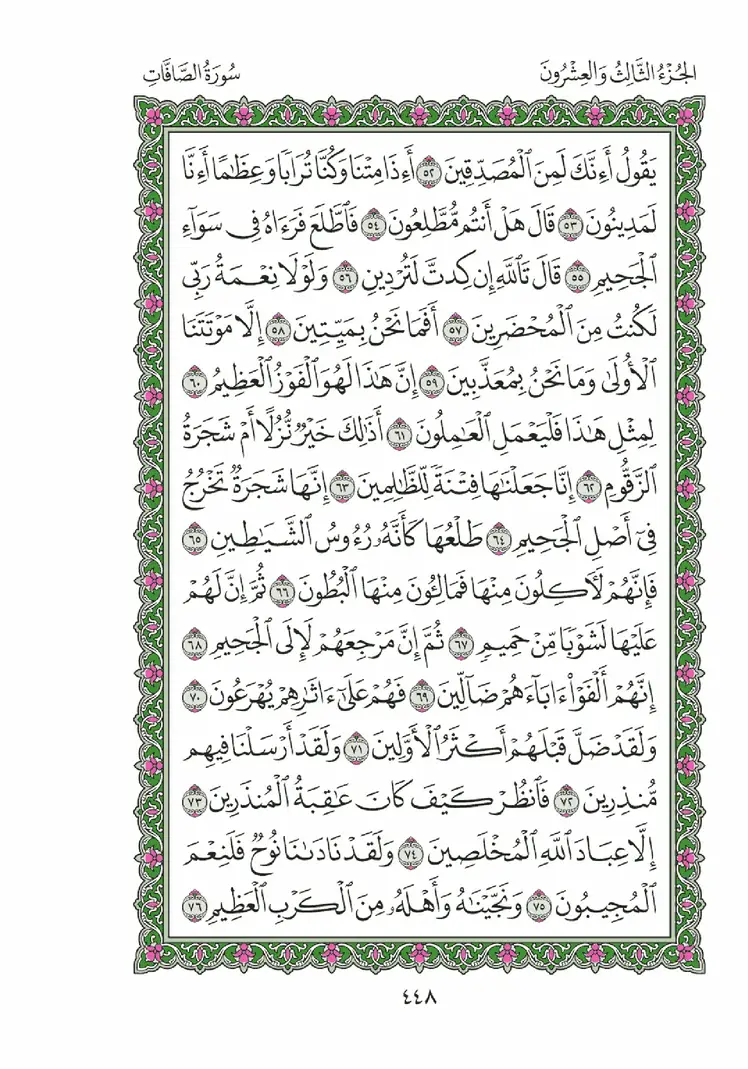 الجُزْءُ الثَّالِثُ وَالعِشْرُونَ
سُورَةُ الصَّافَّاتِ
يَقُولُ أَءِنَّكَ لَمِنَ ٱلْمُصَدِّقِينَ ٥٢ أَءِذَا مِتْنَا وَكُنَّا تُرَابًا وَعِظَٰمًا أَءِنَّا
لَمَدِينُونَ ٥٣ قَالَ هَلْ أَنتُم مُّطَّلِعُونَ ٥٤ فَٱطَّلَعَ فَرَءَاهُ فِى سَوَآءِ
ٱلْجَحِيمِ ٥٥ قَالَ تَٱللَّهِ إِن كِدتَّ لَتُرْدِينِ ٥٦ وَلَوْلَا نِعْمَةُ رَبِّى
لَكُنتُ مِنَ ٱلْمُحْضَرِينَ ٥٧ أَفَمَا نَحْنُ بِمَيِّتِينَ ٥٨ إِلَّا مَوْتَتَنَا
ٱلْأُولَىٰ وَمَا نَحْنُ بِمُعَذَّبِينَ ٥٩ إِنَّ هَٰذَا لَهُوَ ٱلْفَوْزُ ٱلْعَظِيمُ ٦٠
لِمِثْلِ هَٰذَا فَلْيَعْمَلِ ٱلْعَٰمِلُونَ ٦١ أَذَٰلِكَ خَيْرٌ نُّزُلًا أَمْ شَجَرَةُ
ٱلزَّقُّومِ ٦٢ إِنَّا جَعَلْنَٰهَا فِتْنَةً لِّلظَّٰلِمِينَ ٦٣ إِنَّهَا شَجَرَةٌ تَخْرُجُ
فِىٓ أَصْلِ ٱلْجَحِيمِ ٦٤ طَلْعُهَا كَأَنَّهُۥ رُءُوسُ ٱلشَّيَٰطِينِ ٦٥
فَإِنَّهُمْ لَءَاكِلُونَ مِنْهَا فَمَالِـُٔونَ مِنْهَا ٱلْبُطُونَ ٦٦ ثُمَّ إِنَّ لَهُمْ
عَلَيْهَا لَشَوْبًا مِّنْ حَمِيمٍ ٦٧ ثُمَّ إِنَّ مَرْجِعَهُمْ لَإِلَى ٱلْجَحِيمِ ٦٨
إِنَّهُمْ أَلْفَوْا۟ ءَابَآءَهُمْ ضَآلِّينَ ٦٩ فَهُمْ عَلَىٰٓ ءَاثَٰرِهِمْ يُهْرَعُونَ ٧٠
وَلَقَدْ ضَلَّ قَبْلَهُمْ أَكْثَرُ ٱلْأَوَّلِينَ ٧١ وَلَقَدْ أَرْسَلْنَا فِيهِم
مُّنذِرِينَ ٧٢ فَٱنظُرْ كَيْفَ كَانَ عَٰقِبَةُ ٱلْمُنذَرِينَ ٧٣
إِلَّا عِبَادَ ٱللَّهِ ٱلْمُخْلَصِينَ ٧٤ وَلَقَدْ نَادَىٰنَا نُوحٌ فَلَنِعْمَ
ٱلْمُجِيبُونَ ٧٥ وَنَجَّيْنَٰهُ وَأَهْلَهُۥ مِنَ ٱلْكَرْبِ ٱلْعَظِيمِ ٧٦
٤٤٨